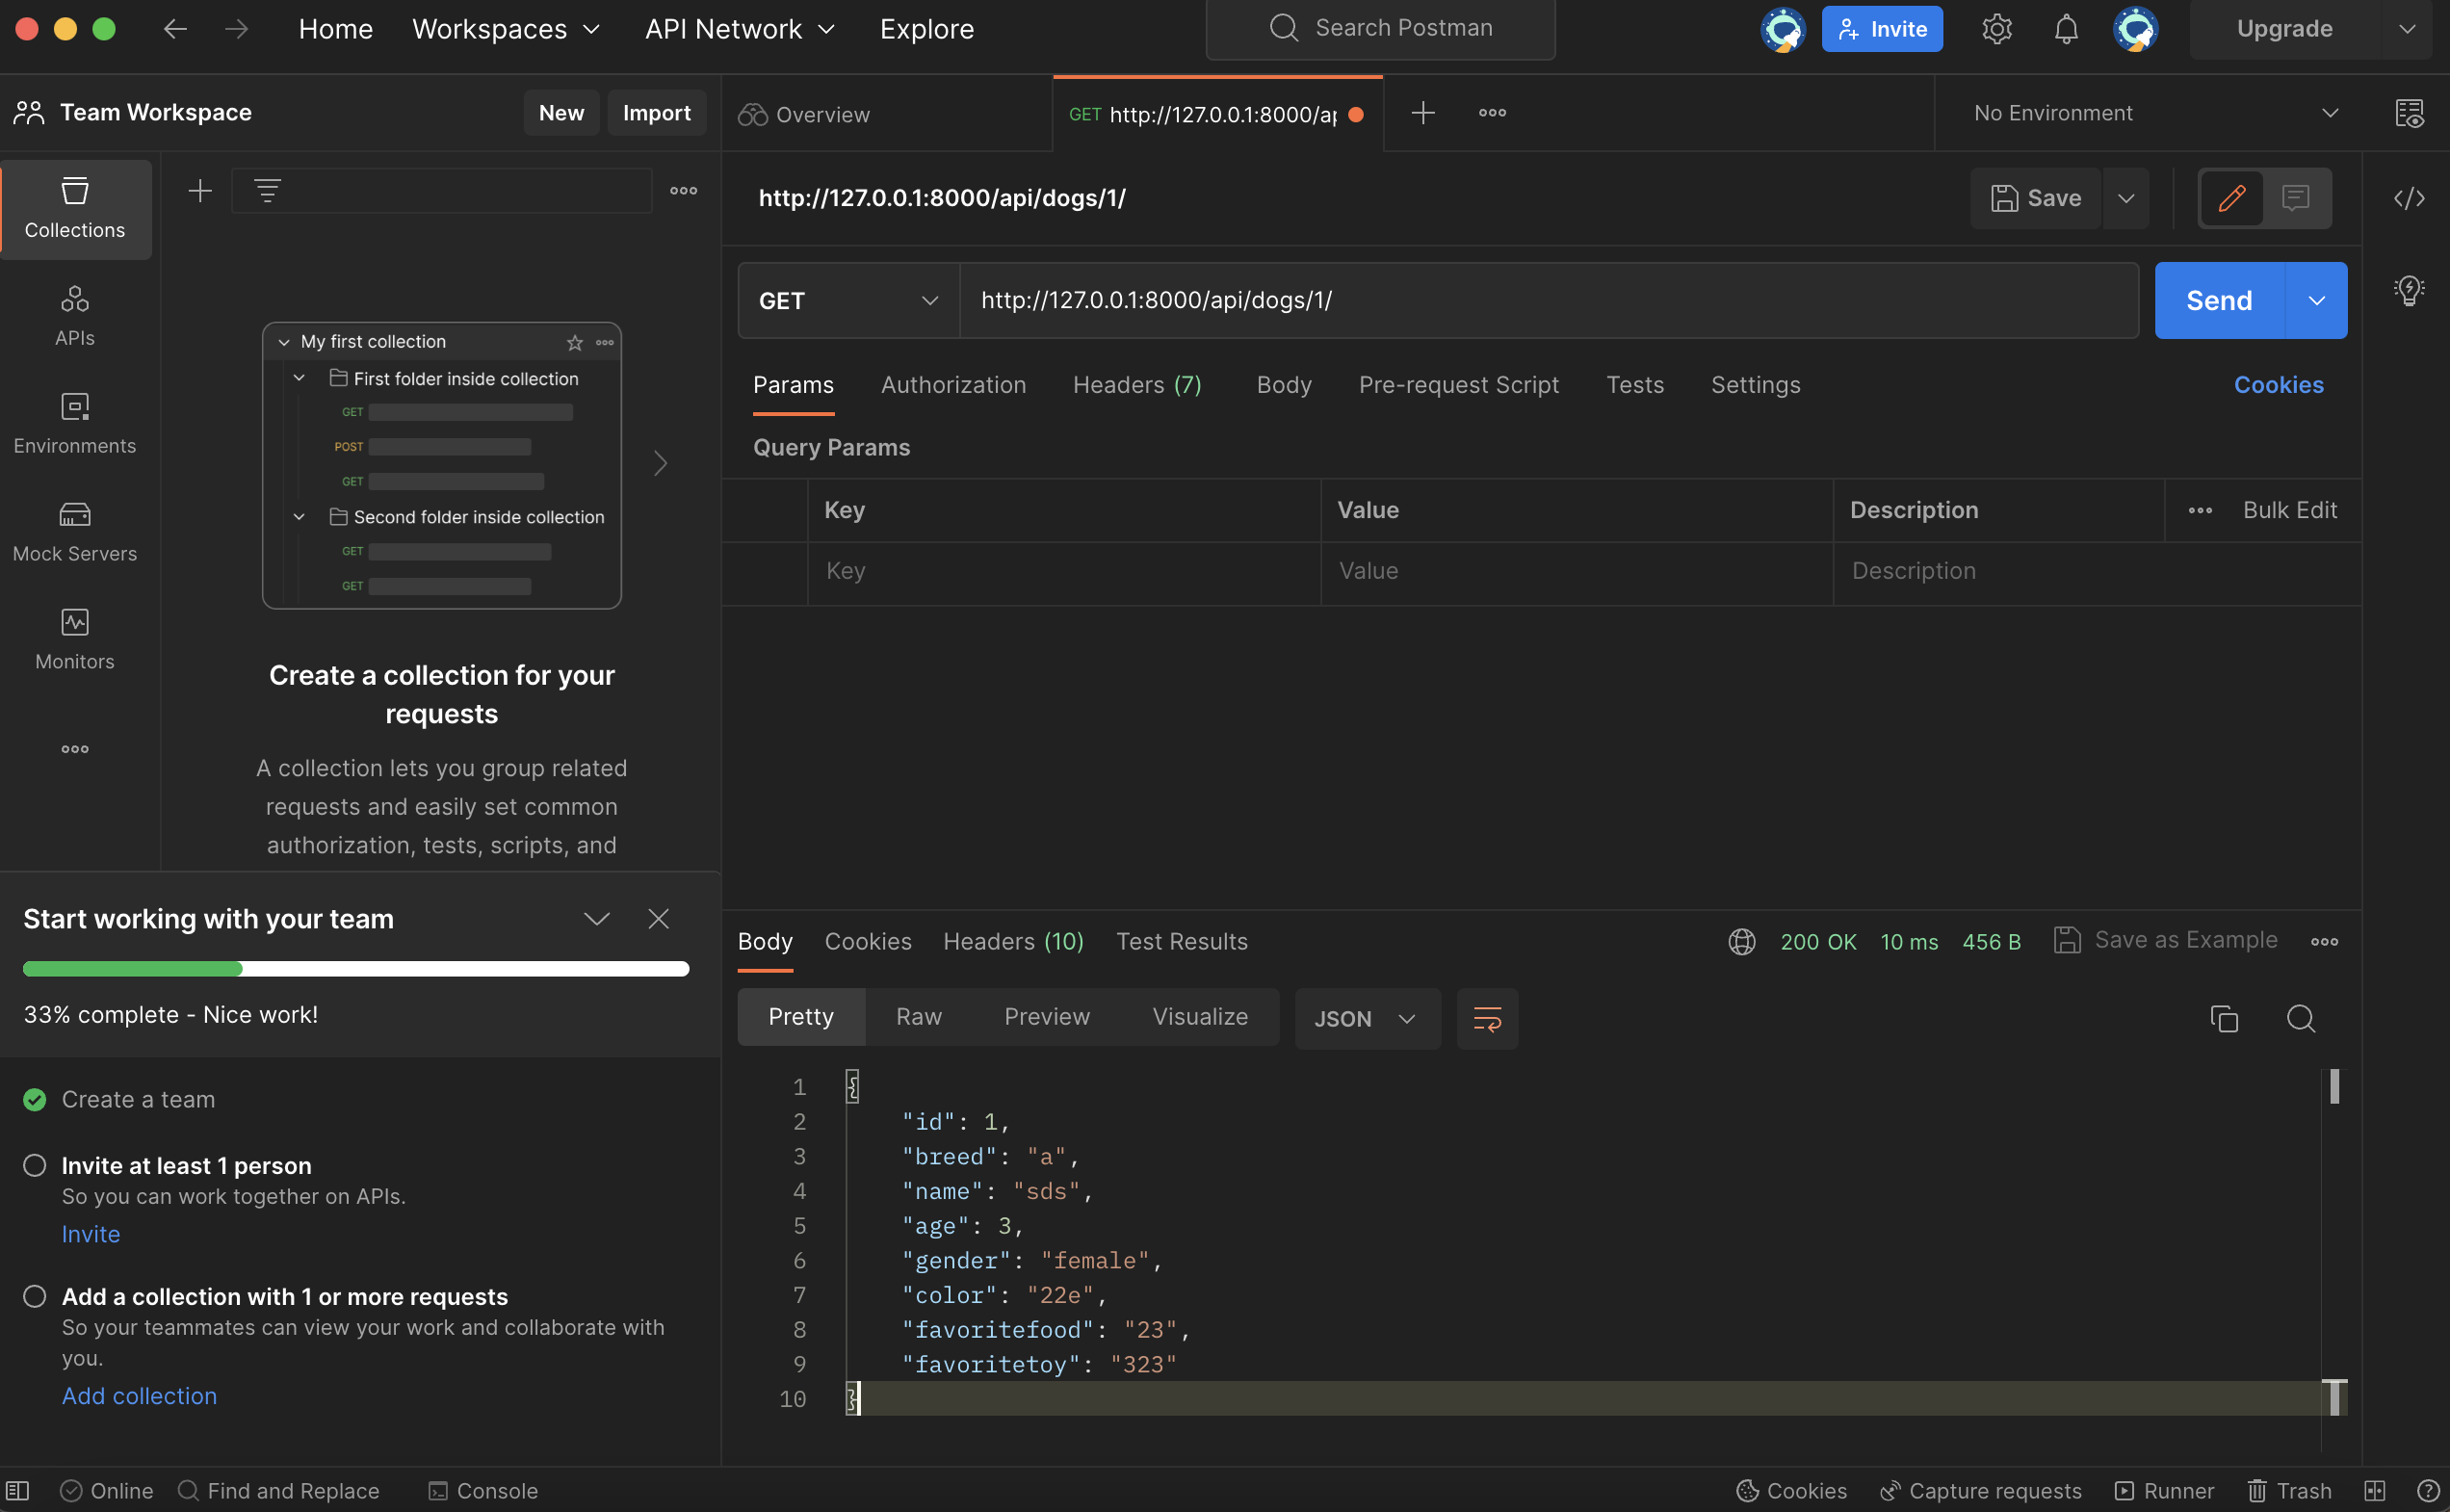 Home Workspaces API Network Explore Search Postman Invite Upgrade
Team Workspace New Import
Overview GET http://127.0.0.1:8000/ap No Environment
Collections
APIs
Environments
Mock Servers
Monitors
My first collection
First folder inside collection
GET
POST
GET
Second folder inside collection
GET
GET
Create a collection for your
requests
A collection lets you group related
requests and easily set common
authorization, tests, scripts, and
Start working with your team
33% complete - Nice work!
Create a team
Invite at least 1 person
So you can work together on APIs.
Invite
Add a collection with 1 or more requests
So your teammates can view your work and collaborate with
you.
Add collection
http://127.0.0.1:8000/api/dogs/1/ Save
GET http://127.0.0.1:8000/api/dogs/1/ Send
Params Authorization Headers (7) Body Pre-request Script Tests Settings Cookies
Query Params
Key Value Description Bulk Edit
Key Value Description
Body Cookies Headers (10) Test Results 200 OK 10 ms 456 B Save as Example
Pretty Raw Preview Visualize JSON
1 {
2 "id": 1,
3 "breed": "a",
4 "name": "sds",
5 "age": 3,
6 "gender": "female",
7 "color": "22e",
8 "favoritefood": "23",
9 "favoritetoy": "323"
10 }
Online Find and Replace Console Cookies Capture requests Runner Trash